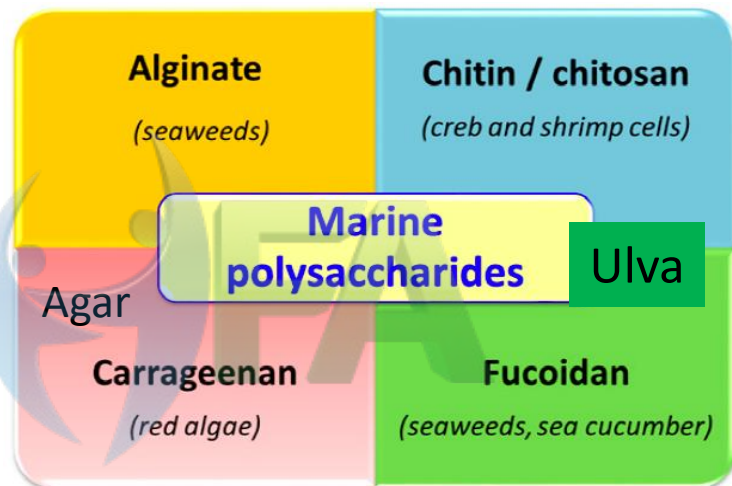 Alginate
(seaweeds)
Chitin / chitosan
(creb and shrimp cells)
Marine
polysaccharides
Ulva
Agar
Carrageenan
(red algae)
Fucoidan
(seaweeds, sea cucumber)
FA